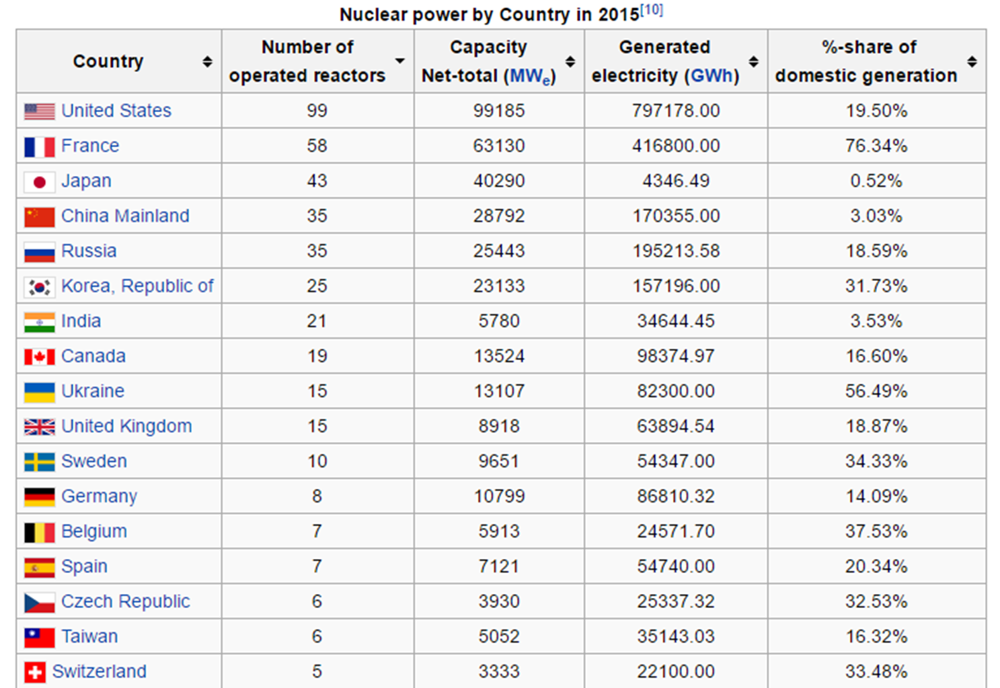 Nuclear power by Country in 2015[10]
Country Number of operated reactors Capacity Net-total (MWe) Generated electricity (GWh) %-share of domestic generation
United States 99 99185 797178.00 19.50%
France 58 63130 416800.00 76.34%
Japan 43 40290 4346.49 0.52%
China Mainland 35 28792 170355.00 3.03%
Russia 35 25443 195213.58 18.59%
Korea, Republic of 25 23133 157196.00 31.73%
India 21 5780 34644.45 3.53%
Canada 19 13524 98374.97 16.60%
Ukraine 15 13107 82300.00 56.49%
United Kingdom 15 8918 63894.54 18.87%
Sweden 10 9651 54347.00 34.33%
Germany 8 10799 86810.32 14.09%
Belgium 7 5913 24571.70 37.53%
Spain 7 7121 54740.00 20.34%
Czech Republic 6 3930 25337.32 32.53%
Taiwan 6 5052 35143.03 16.32%
Switzerland 5 3333 22100.00 33.48%